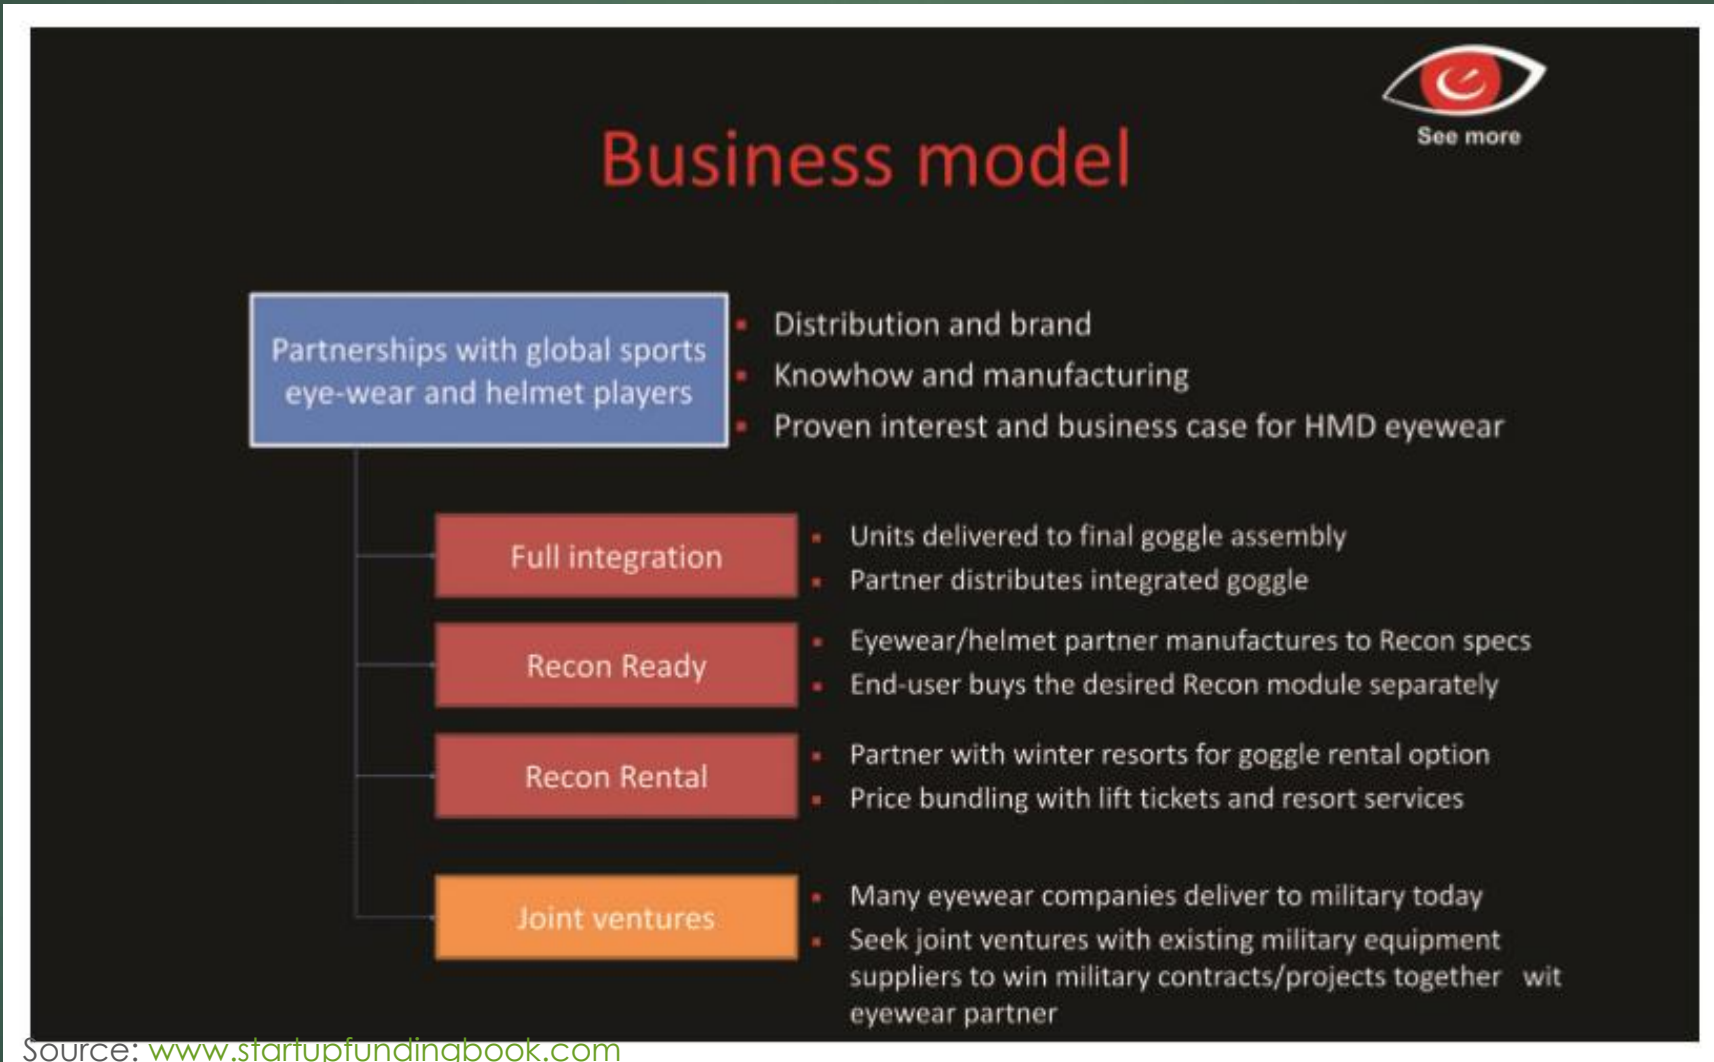 See more
Business model
Partnerships with global sports
eye-wear and helmet players
Distribution and brand
Knowhow and manufacturing
Proven interest and business case for HMD eyewear
Full integration
Units delivered to final goggle assembly
Partner distributes integrated goggle
Recon Ready
Eyewear/helmet partner manufactures to Recon specs
End-user buys the desired Recon module separately
Recon Rental
Partner with winter resorts for goggle rental option
Price bundling with lift tickets and resort services
Joint ventures
Many eyewear companies deliver to military today
Seek joint ventures with existing military equipment
suppliers to win military contracts/projects together wit
eyewear partner
Source: www.startupfundingbook.com